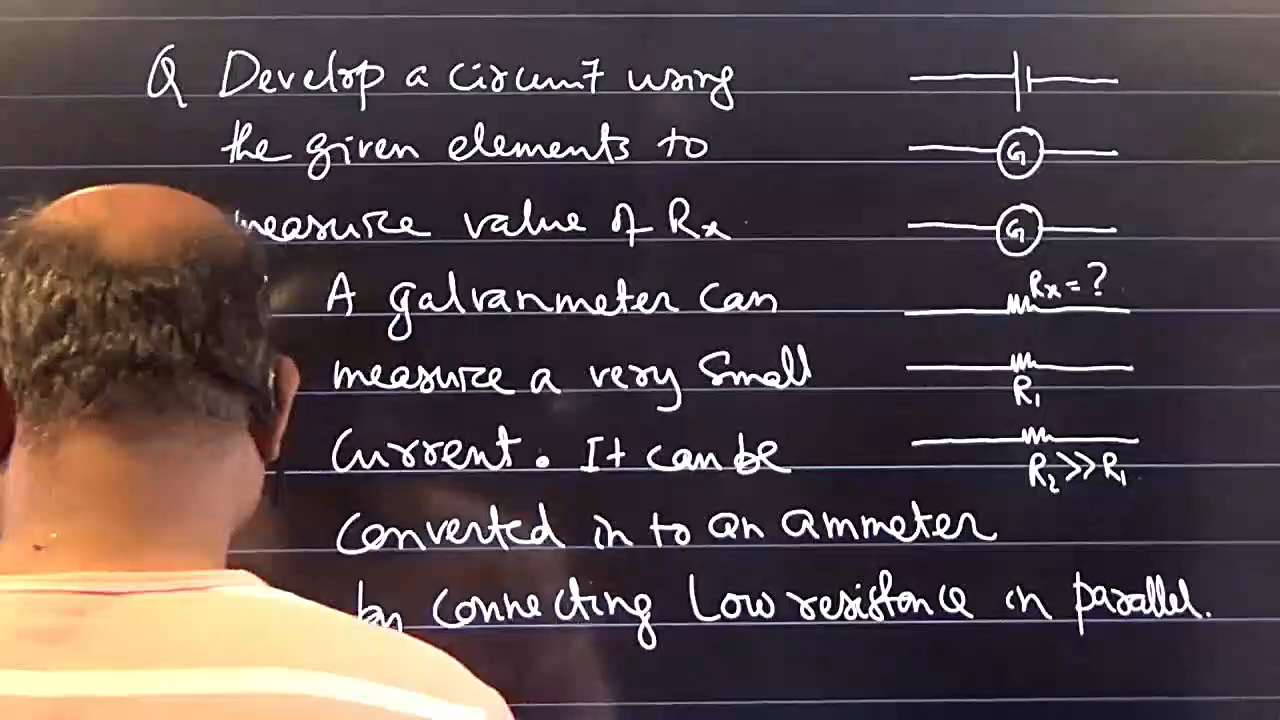 Q Develop a circuit using
the given elements to
measure value of Rx
A galvanmeter can
measure a very small
current. It can be
converted in to an ammeter
by connecting Low resistance in parallel.
G
G
Rx = ?
R1
R2 >> R1